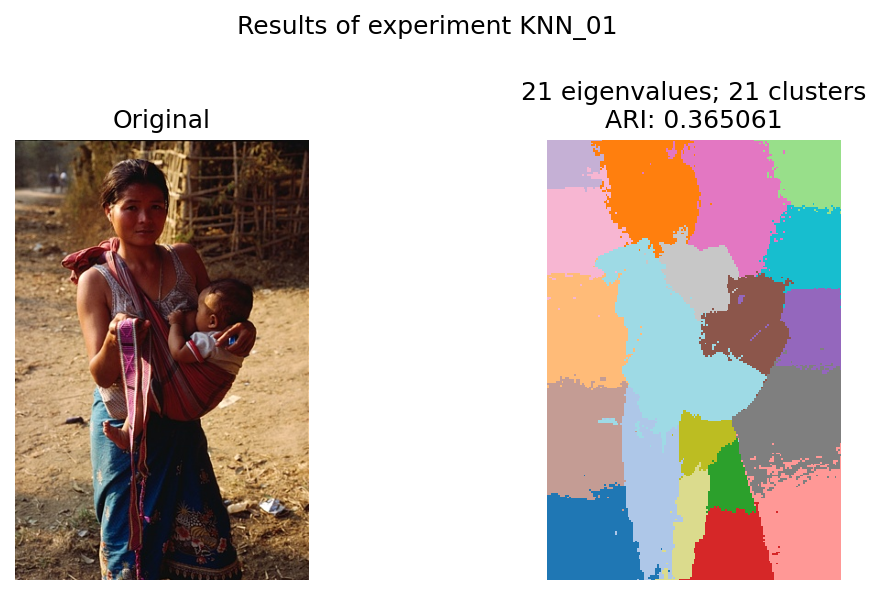 Results of experiment KNN_01
Original
21 eigenvalues; 21 clusters
ARI: 0.365061